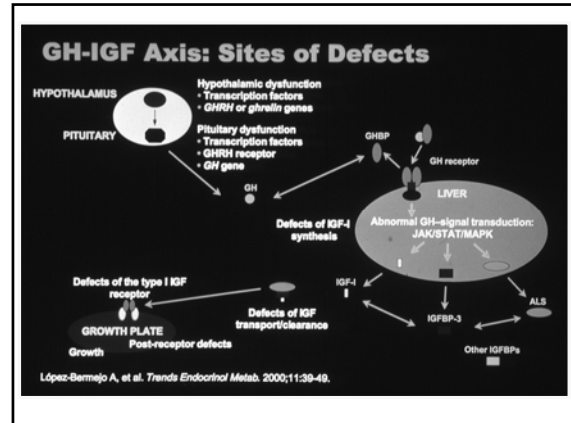 GH-IGF Axis: Sites of Defects
HYPOTHALAMUS
PITUITARY
Hypothalamic dysfunction
• Transcription factors
• GHRH or ghrelin genes
Pituitary dysfunction
• Transcription factors
• GHRH receptor
• GH gene
GH
GHBP
GH receptor
LIVER
Abnormal GH–signal transduction:
JAK/STAT/MAPK
Defects of IGF-I
synthesis
Defects of the type I IGF
receptor
GROWTH PLATE
Growth
Post-receptor defects
Defects of IGF
transport/clearance
IGF-I
IGFBP-3
ALS
Other IGFBPs
López-Bermejo A, et al. Trends Endocrinol Metab. 2000;11:39-49.